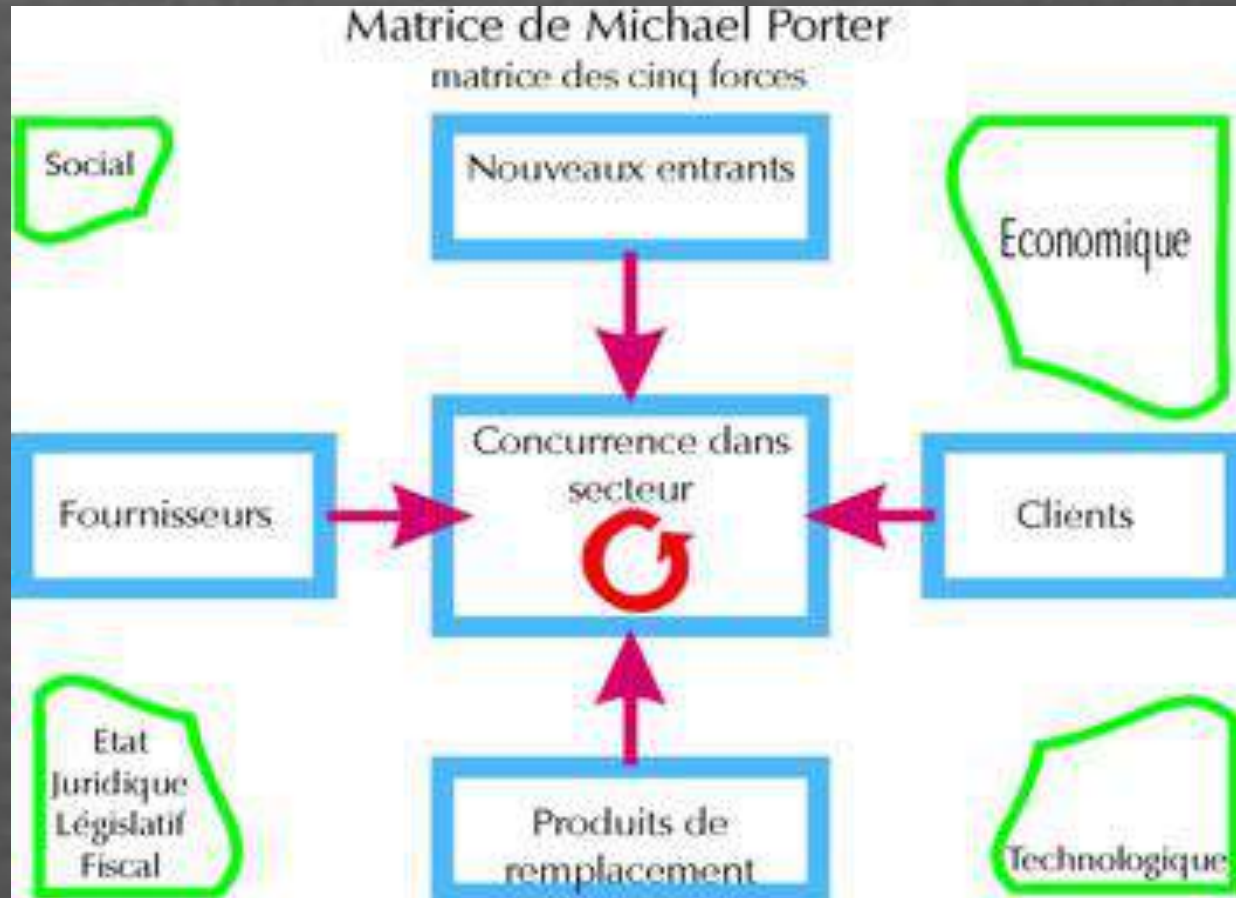 Matrice de Michael Porter
matrice des cinq forces
Social
Nouveaux entrants
Economique
Concurrence dans
secteur
Fournisseurs
Clients
Etat
Juridique
Législatif
Fiscal
Produits de
remplacement
Technologique